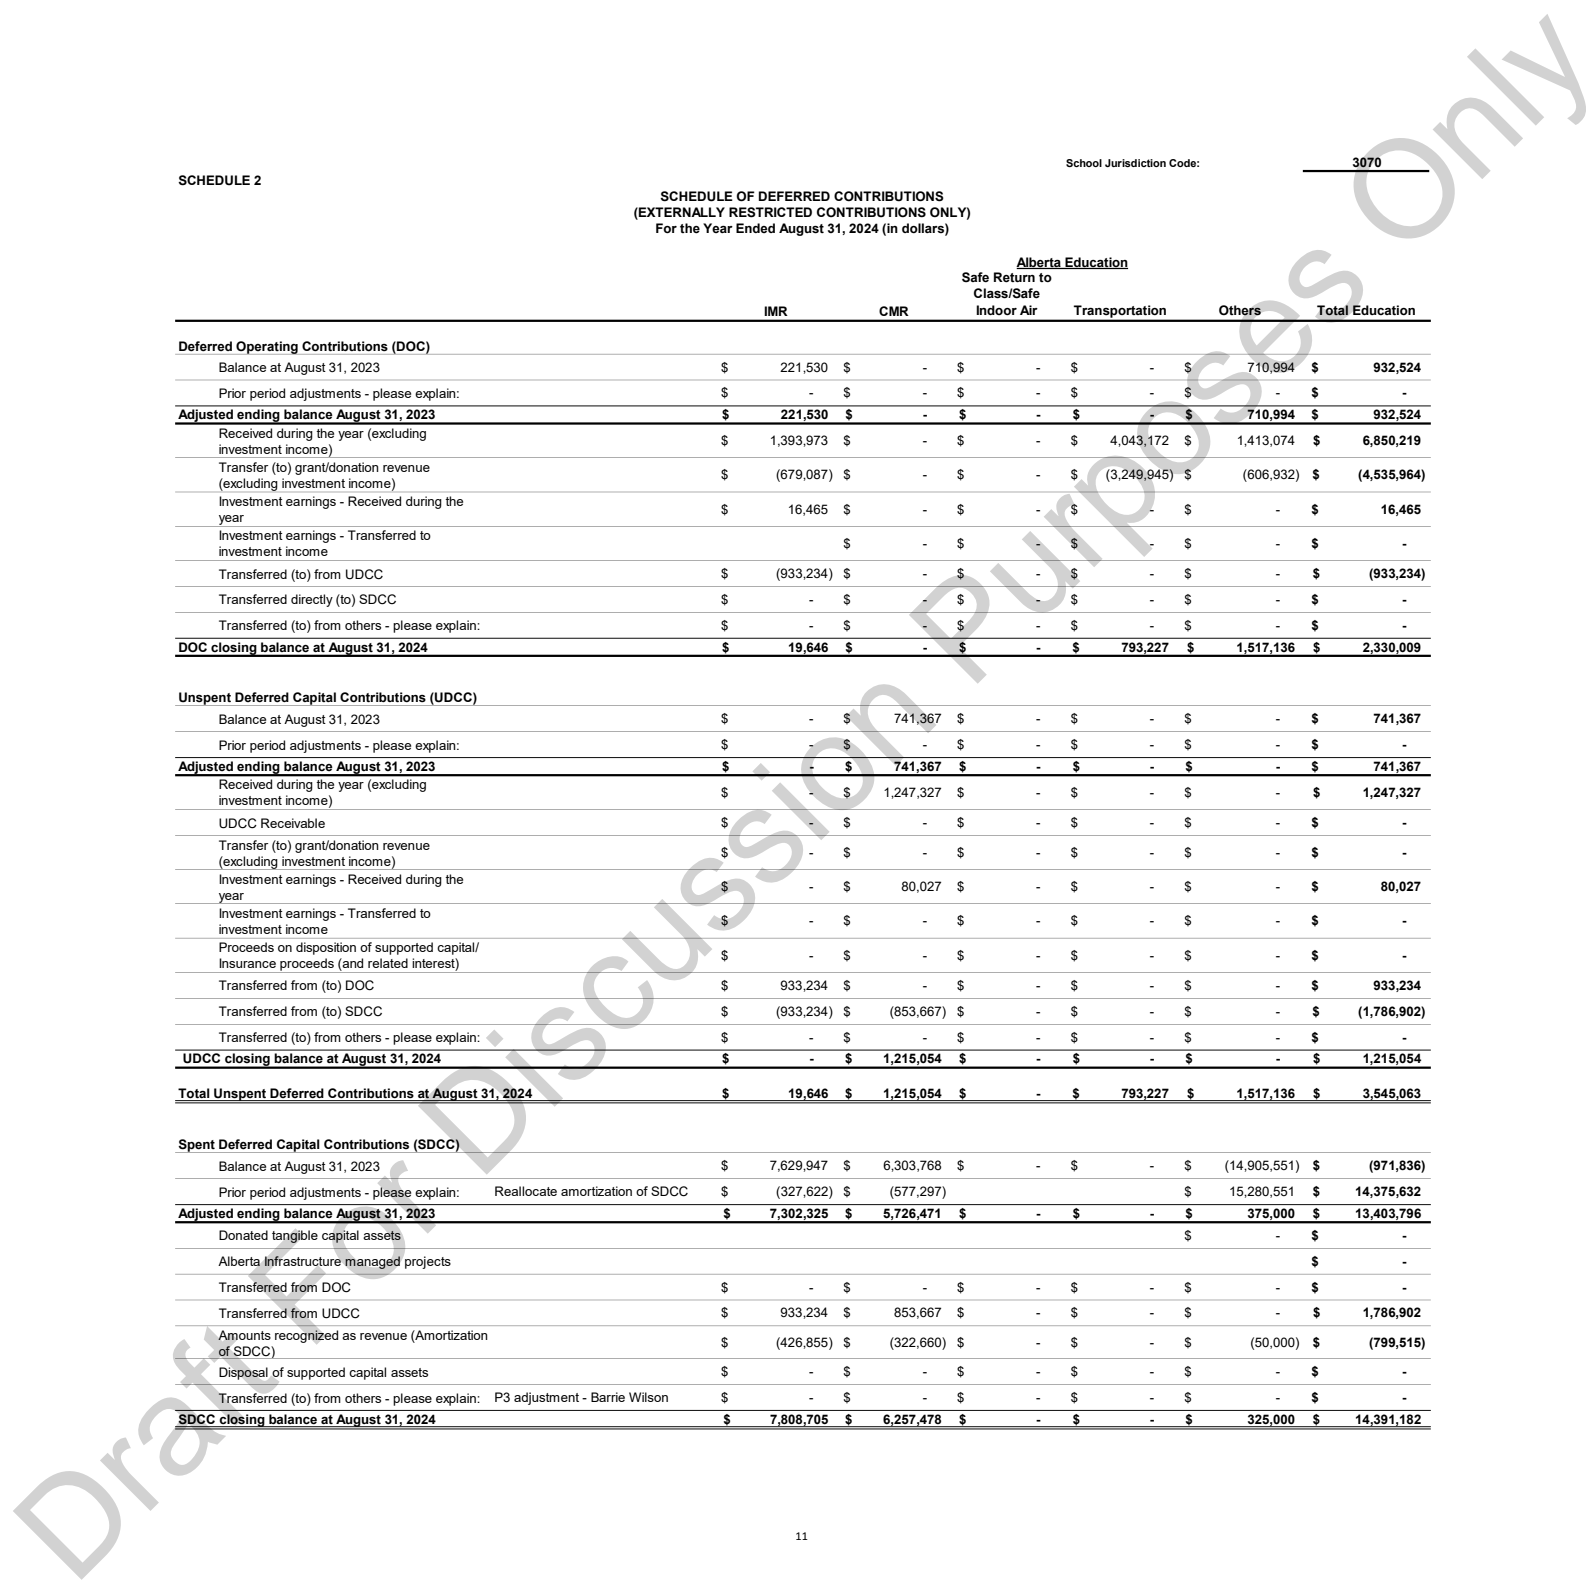 School Jurisdiction Code: 3070
SCHEDULE 2
SCHEDULE OF DEFERRED CONTRIBUTIONS
(EXTERNALLY RESTRICTED CONTRIBUTIONS ONLY)
For the Year Ended August 31, 2024 (in dollars)
Alberta Education
Safe Return to
Class/Safe
IMR CMR Indoor Air Transportation Others Total Education
Deferred Operating Contributions (DOC)
Balance at August 31, 2023 $ 221,530 $ - $ - $ - $ 710,994 $ 932,524
Prior period adjustments - please explain: $ - $ - $ - $ - $ - $ -
Adjusted ending balance August 31, 2023 $ 221,530 $ - $ - $ - $ 710,994 $ 932,524
Received during the year (excluding
investment income) $ 1,393,973 $ - $ - $ 4,043,172 $ 1,413,074 $ 6,850,219
Transfer (to) grant/donation revenue
(excluding investment income) $ (679,087) $ - $ - $ (3,249,945) $ (606,932) $ (4,535,964)
Investment earnings - Received during the
year $ 16,465 $ - $ - $ - $ - $ 16,465
Investment earnings - Transferred to
investment income $ - $ - $ - $ - $ -
Transferred (to) from UDCC $ (933,234) $ - $ - $ - $ - $ (933,234)
Transferred directly (to) SDCC $ - $ - $ - $ - $ - $ -
Transferred (to) from others - please explain: $ - $ - $ - $ - $ - $ -
DOC closing balance at August 31, 2024 $ 19,646 $ - $ - $ 793,227 $ 1,517,136 $ 2,330,009
Unspent Deferred Capital Contributions (UDCC)
Balance at August 31, 2023 $ - $ 741,367 $ - $ - $ - $ 741,367
Prior period adjustments - please explain: $ - $ - $ - $ - $ - $ -
Adjusted ending balance August 31, 2023 $ - $ 741,367 $ - $ - $ - $ 741,367
Received during the year (excluding
investment income) $ - $ 1,247,327 $ - $ - $ - $ 1,247,327
UDCC Receivable $ - $ - $ - $ - $ - $ -
Transfer (to) grant/donation revenue
(excluding investment income) $ - $ - $ - $ - $ - $ -
Investment earnings - Received during the
year $ - $ 80,027 $ - $ - $ - $ 80,027
Investment earnings - Transferred to
investment income $ - $ - $ - $ - $ - $ -
Proceeds on disposition of supported capital/
Insurance proceeds (and related interest) $ - $ - $ - $ - $ - $ -
Transferred from (to) DOC $ 933,234 $ - $ - $ - $ - $ 933,234
Transferred from (to) SDCC $ (933,234) $ (853,667) $ - $ - $ - $ (1,786,902)
Transferred (to) from others - please explain: $ - $ - $ - $ - $ - $ -
UDCC closing balance at August 31, 2024 $ - $ 1,215,054 $ - $ - $ - $ 1,215,054
Total Unspent Deferred Contributions at August 31, 2024 $ 19,646 $ 1,215,054 $ - $ 793,227 $ 1,517,136 $ 3,545,063
Spent Deferred Capital Contributions (SDCC)
Balance at August 31, 2023 $ 7,629,947 $ 6,303,768 $ - $ - $ (14,905,551) $ (971,836)
Prior period adjustments - please explain: Reallocate amortization of SDCC $ (327,622) $ (577,297) $ 15,280,551 $ 14,375,632
Adjusted ending balance August 31, 2023 $ 7,302,325 $ 5,726,471 $ - $ - $ 375,000 $ 13,403,796
Donated tangible capital assets $ - $ -
Alberta Infrastructure managed projects $ -
Transferred from DOC $ - $ - $ - $ - $ - $ -
Transferred from UDCC $ 933,234 $ 853,667 $ - $ - $ - $ 1,786,902
Amounts recognized as revenue (Amortization
of SDCC) $ (426,855) $ (322,660) $ - $ - $ (50,000) $ (799,515)
Disposal of supported capital assets $ - $ - $ - $ - $ - $ -
Transferred (to) from others - please explain: P3 adjustment - Barrie Wilson $ - $ - $ - $ - $ - $ -
SDCC closing balance at August 31, 2024 $ 7,808,705 $ 6,257,478 $ - $ - $ 325,000 $ 14,391,182
11
Draft For Discussion Purposes Only